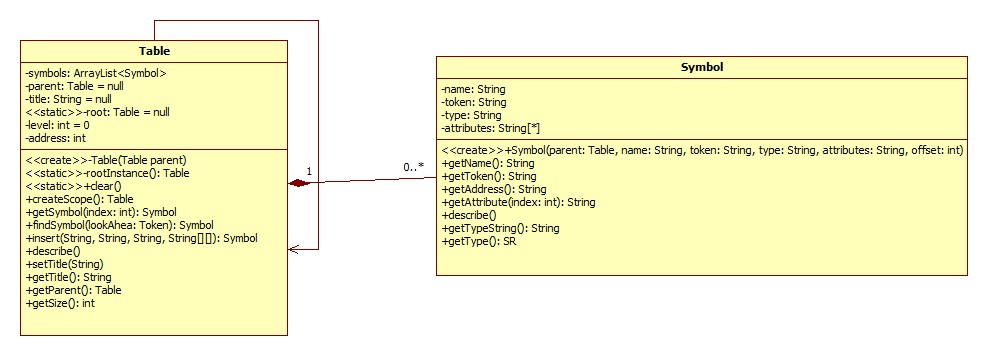 Table
-symbols: ArrayList<Symbol>
-parent: Table = null
-title: String = null
<<static>>-root: Table = null
-level: int = 0
-address: int
<<create>>-Table(Table parent)
<<static>>-rootInstance(): Table
<<static>>+clear()
+createScope(): Table
+getSymbol(index: int): Symbol
+findSymbol(lookAhea: Token): Symbol
+insert(String, String, String, String[][]): Symbol
+describe()
+setTitle(String)
+getTitle(): String
+getParent(): Table
+getSize(): int
1
0..*
Symbol
-name: String
-token: String
-type: String
-attributes: String[*]
<<create>>+Symbol(parent: Table, name: String, token: String, type: String, attributes: String, offset: int)
+getName(): String
+getToken(): String
+getAddress(): String
+getAttribute(index: int): String
+describe()
+getTypeString(): String
+getType(): SR